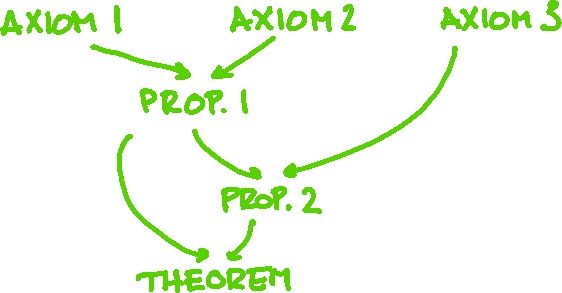 AXIOM 1 AXIOM 2 AXIOM 3
PROP. 1
PROP. 2
THEOREM